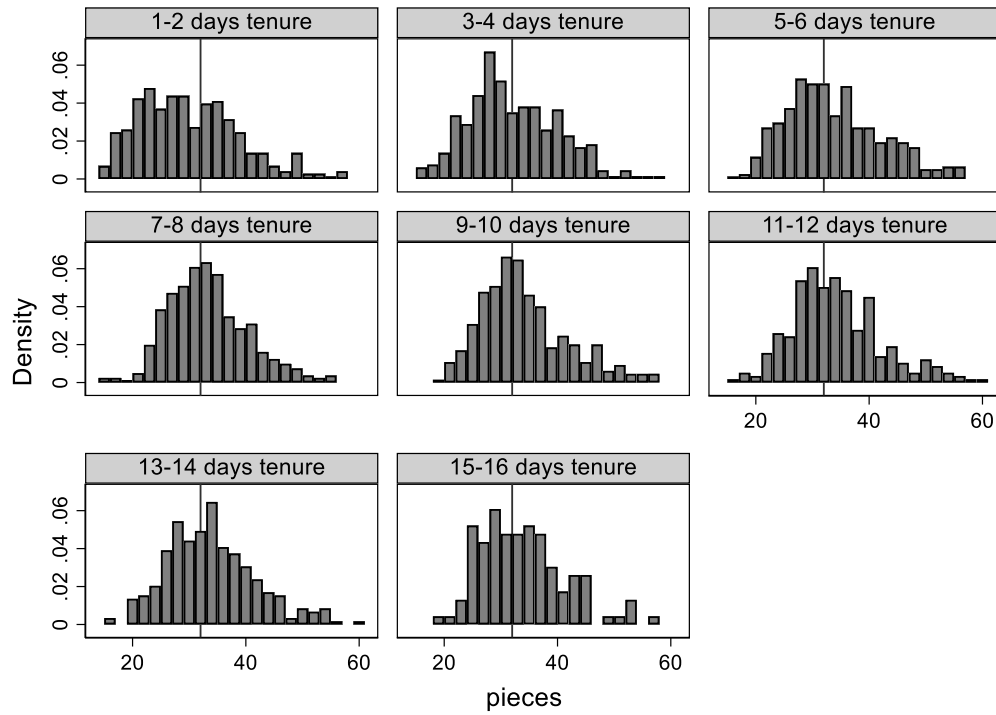 1-2 days tenure
3-4 days tenure
5-6 days tenure
0 .02 .04 .06
7-8 days tenure
9-10 days tenure
11-12 days tenure
0 .02 .04 .06
20 40 60
13-14 days tenure
15-16 days tenure
0 .02 .04 .06
20 40 60
20 40 60
Density
pieces